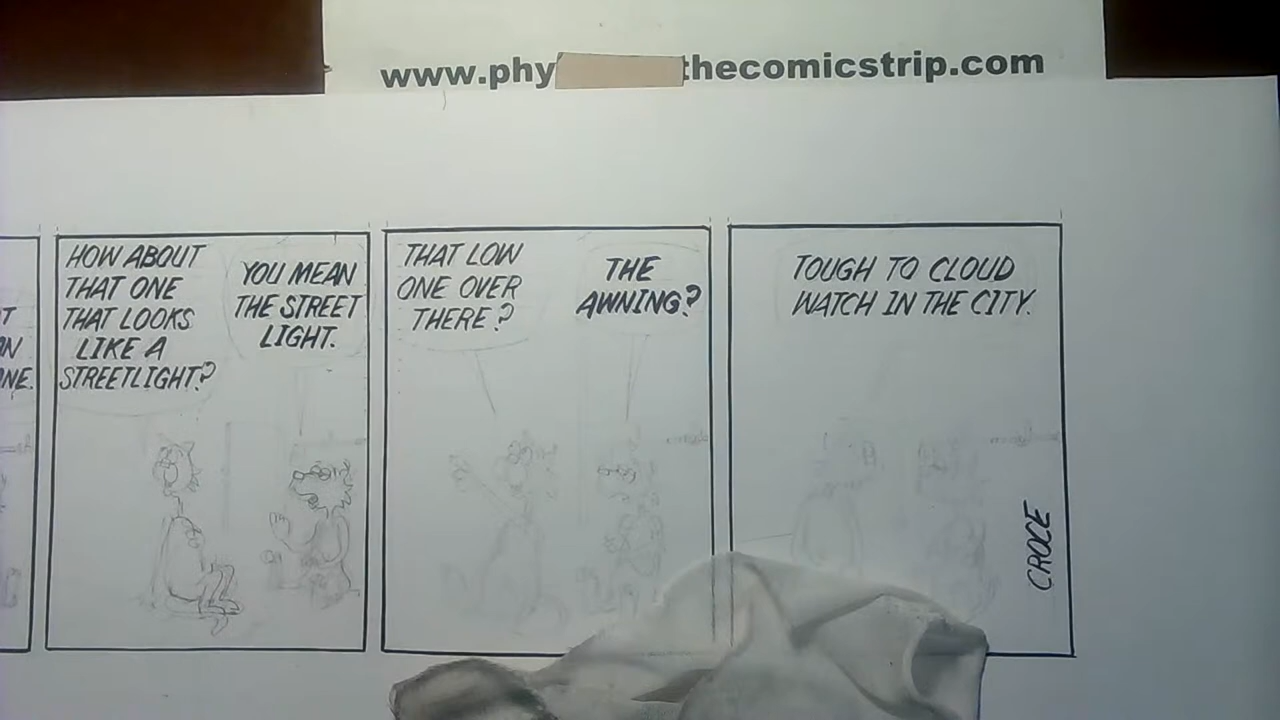 www.phy thecomicstrip.com
HOW ABOUT
THAT ONE
THAT LOOKS
LIKE A
STREETLIGHT?
YOU MEAN
THE STREET
LIGHT.
THAT LOW
ONE OVER
THERE?
THE
AWNING?
TOUGH TO CLOUD
WATCH IN THE CITY.
CROCE